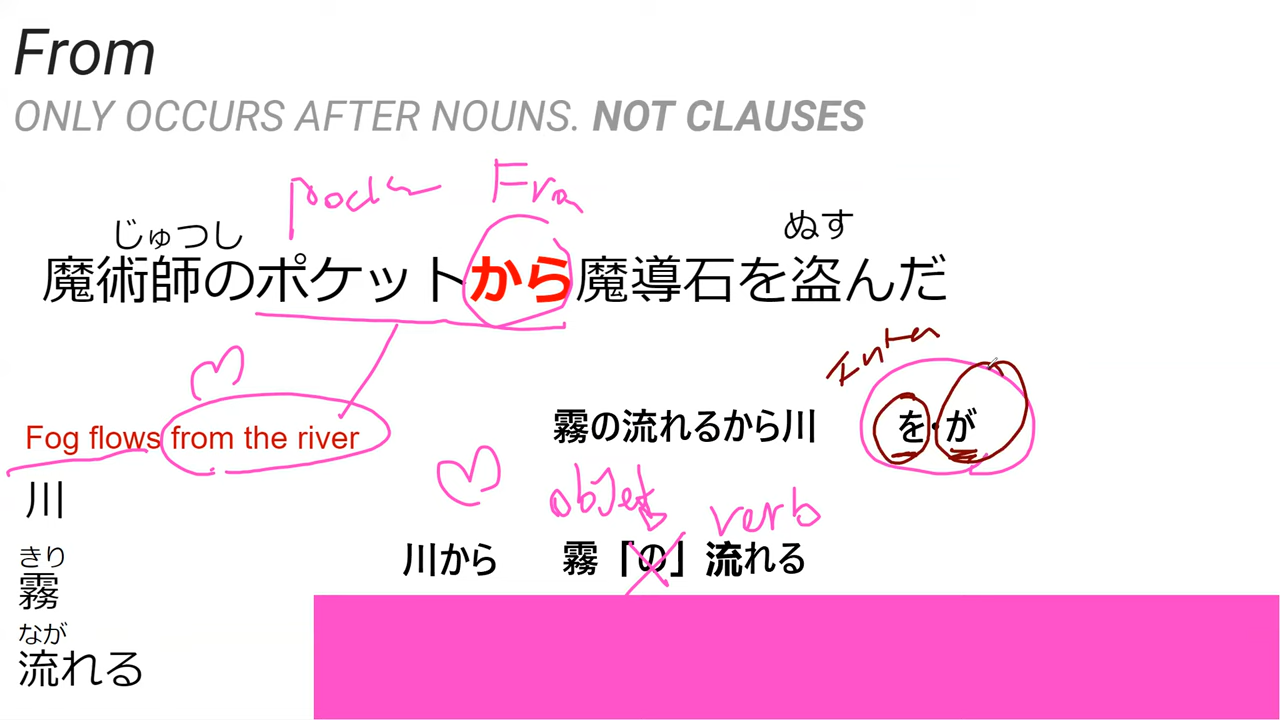 From
ONLY OCCURS AFTER NOUNS. NOT CLAUSES
じゅつし
ぬす
魔術師のポケットから魔導石を盗んだ
Fog flows from the river
霧の流れるから川
を・が
川
object
verb
川から 霧「の」流れる
きり
霧
なが
流れる